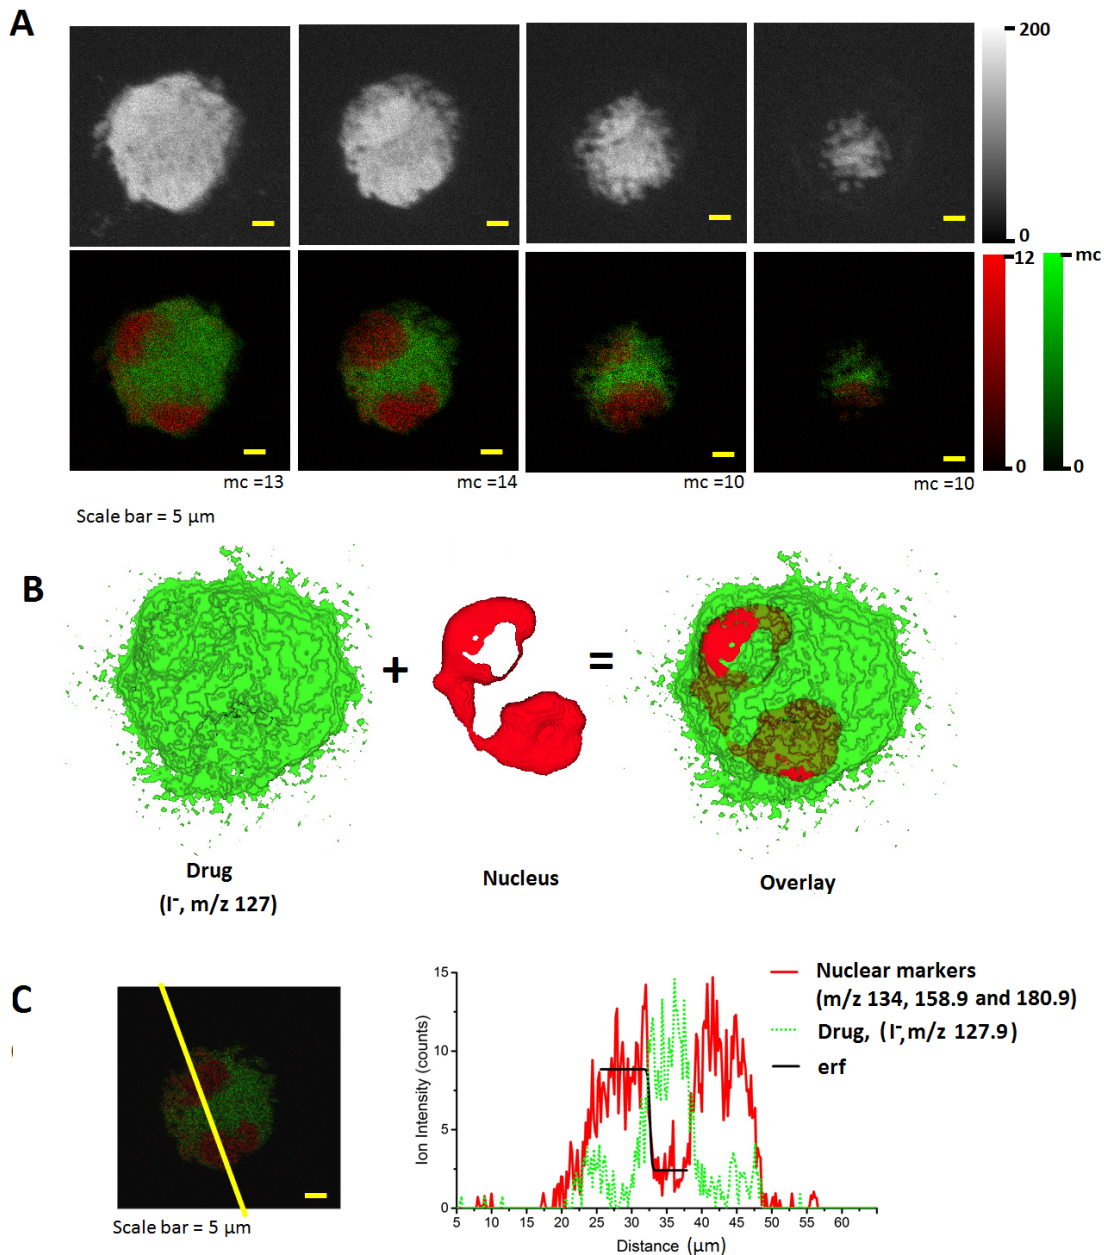 A
200
0
12
mc
0
0
mc =13
mc =14
mc =10
mc =10
Scale bar = 5 µm
B
+
=
Drug
(I-, m/z 127)
Nucleus
Overlay
C
Scale bar = 5 µm
Ion Intensity (counts)
15
10
5
0
5 10 15 20 25 30 35 40 45 50 55 60
Distance (µm)
Nuclear markers
(m/z 134, 158.9 and 180.9)
Drug, (I-,m/z 127.9)
erf